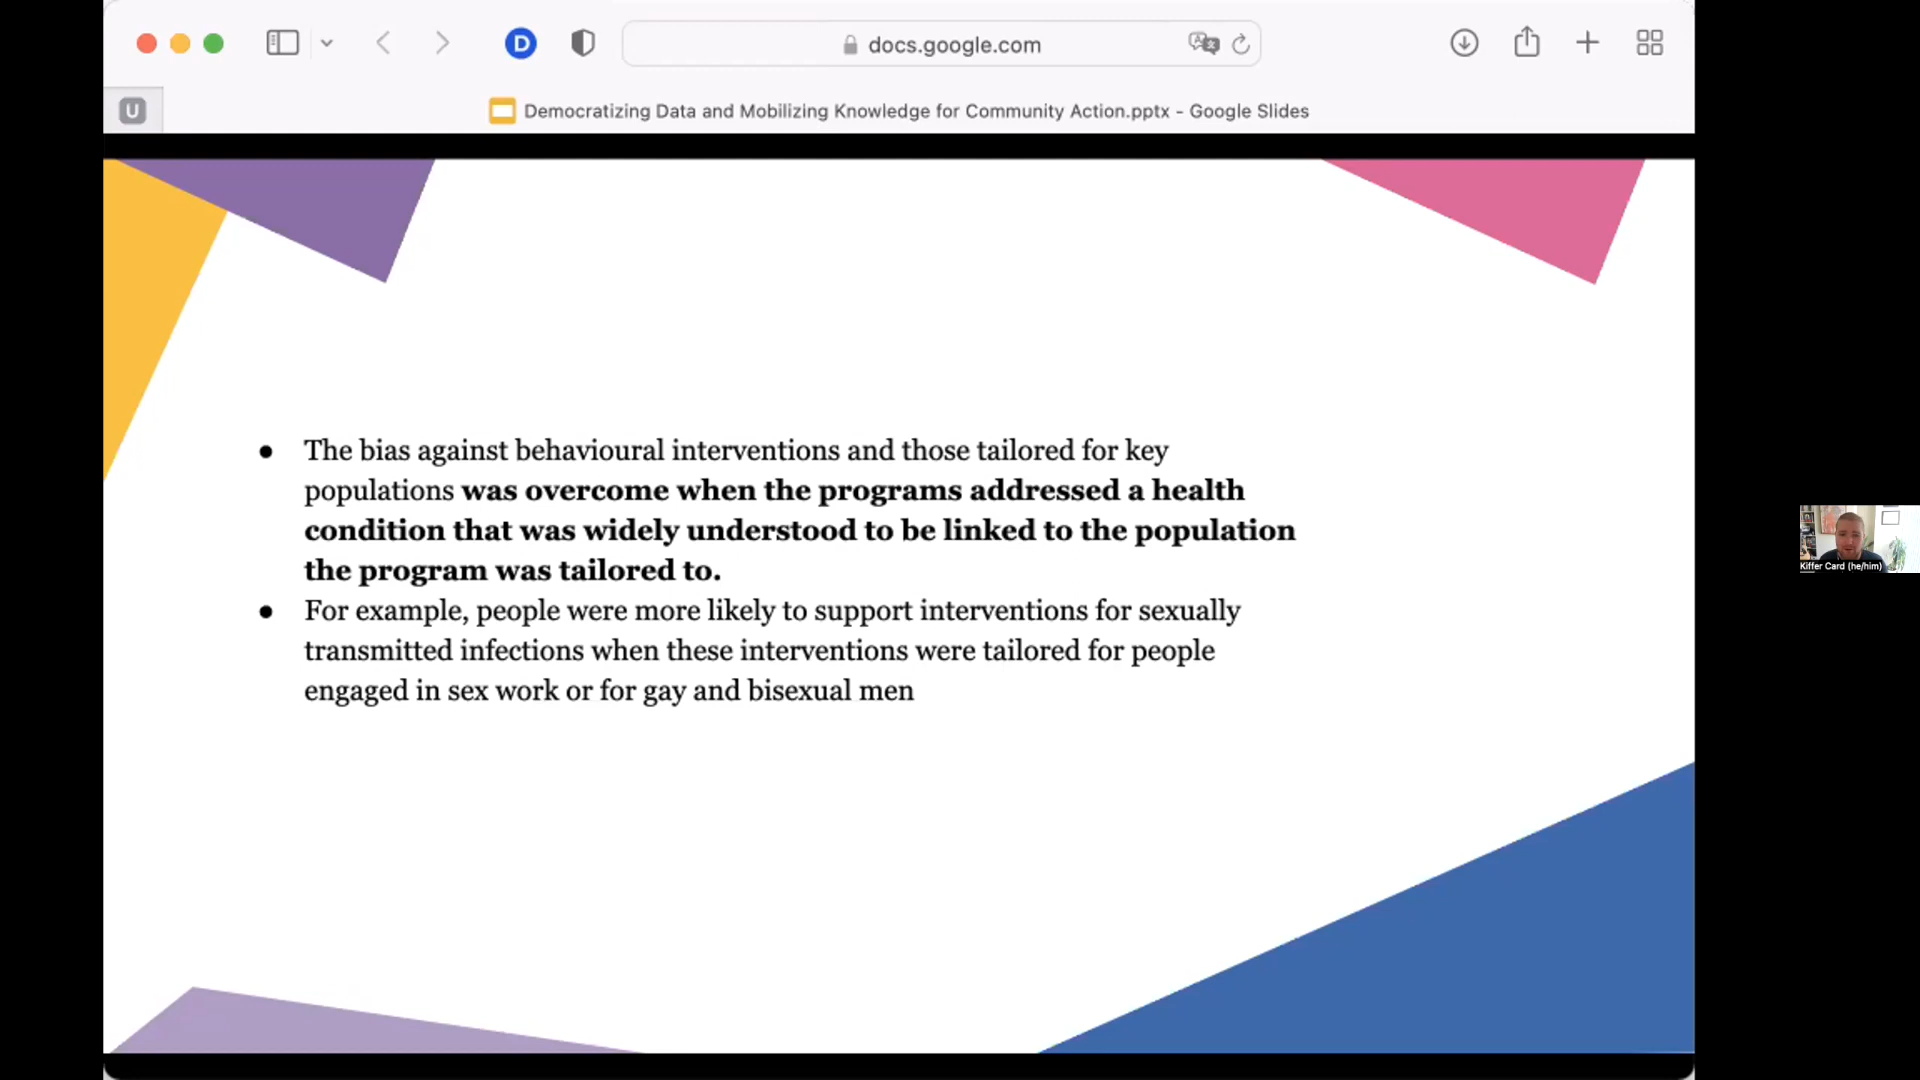 D
docs.google.com
U
Democratizing Data and Mobilizing Knowledge for Community Action.pptx - Google Slides
● The bias against behavioural interventions and those tailored for key
populations was overcome when the programs addressed a health
condition that was widely understood to be linked to the population
the program was tailored to.
● For example, people were more likely to support interventions for sexually
transmitted infections when these interventions were tailored for people
engaged in sex work or for gay and bisexual men
Kiffer Card (he/him)